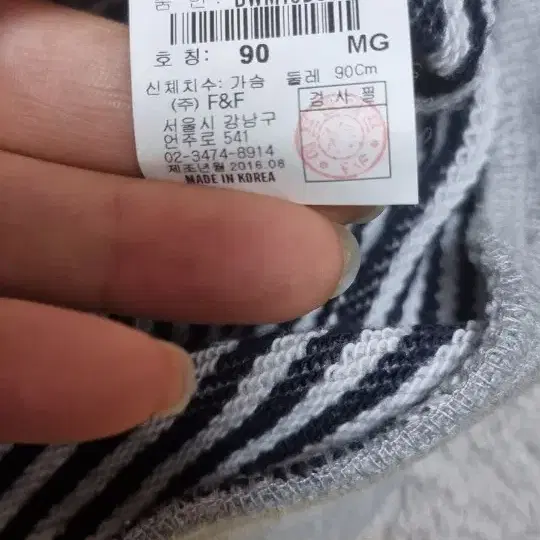 품 번 :
호 칭: 90 MG
신체치수: 가슴 둘레 90Cm
(주) F&F 검 사 필
서울시 강남구
언주로 541
02-3474-8914
제조년월 2016.08
MADE IN KOREA